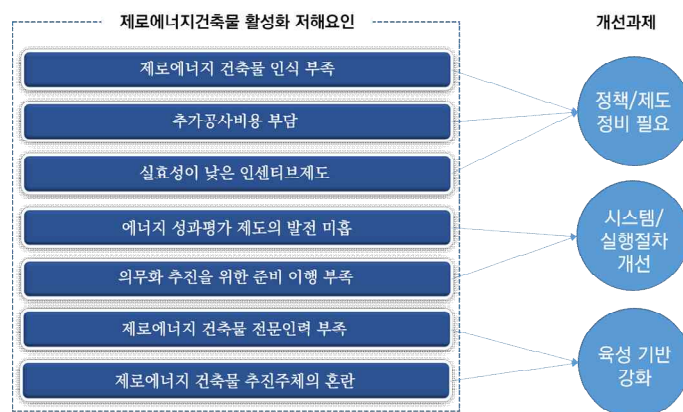 제로에너지건축물 활성화 저해요인
개선과제
제로에너지 건축물 인식 부족
추가공사비용 부담
실효성이 낮은 인센티브제도
에너지 성과평가 제도의 발전 미흡
의무화 추진을 위한 준비 이행 부족
제로에너지 건축물 전문인력 부족
제로에너지 건축물 추진주체의 혼란
정책/제도
정비 필요
시스템/
실행절차
개선
육성 기반
강화